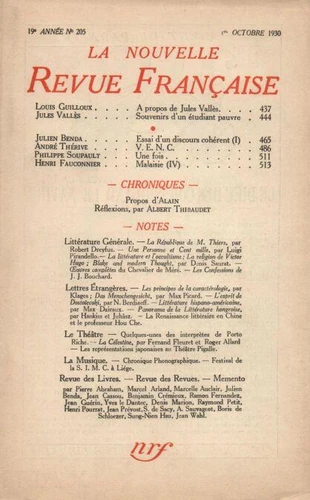 19e ANNÉE No 205 1er OCTOBRE 1930
LA NOUVELLE
REVUE FRANÇAISE
LOUIS GUILLOUX . . . . A propos de Jules Vallès. . . . . 437
JULES VALLÈS . . . . . Souvenirs d'un étudiant pauvre . 444
JULIEN BENDA. . . . . Essai d'un discours cohérent (I) . 465
ANDRÉ THÉRIVE . . . . V. E. N. C. . . . . . . . 486
PHILIPPE SOUPAULT . . Une fois . . . . . . . . 511
HENRI FAUCONNIER . . Malaisie (IV) . . . . . . . 513
— CHRONIQUES —
Propos d'ALAIN
Réflexions, par ALBERT THIBAUDET
— NOTES —
Littérature Générale. — La République de M. Thiers, par
Robert Dreyfus. — Une Personne et Cent mille, par Luigi
Pirandello. — La littérature et l'occultisme; La religion de Victor
Hugo; Blake and modern Thought, par Denis Saurat. —
Œuvres complètes du Chevalier de Méré. — Les Confessions de
J. J. Bouchard.
Lettres Étrangères. — Les principes de la caractérologie, par
Klages; Das Menschengesicht, par Max Picard. — L'esprit de
Dostoïevski, par N. Berdiaeff. — Littérature hispano-américaine,
par Max Daireaux. — Panorama de la Littérature hongroise,
par Hankiss et Juhász. — La Renaissance littéraire en Chine
et le professeur Hou Che.
Le Théâtre — Quelques-unes des interprètes de Porto
Riche. — La Célestine, par Fernand Fleuret et Roger Allard
— Les représentations japonaises au Théâtre Pigalle.
La Musique. — Chronique Phonographique. — Festival de
la S. I. M. C. à Liège.
Revue des Livres. — Revue des Revues. — Memento
par Pierre Abraham, Marcel Arland, Marcelle Auclair, Julien
Benda, Jean Cassou, Benjamin Crémieux, Ramon Fernandez,
Jean Guérin, Yves le Dantec, Denis Marion, Raymond Petit,
Henri Pourrat, Jean Prévost, S. de Sacy, A. Sauvageot, Boris de
Schloezer, Sung-Nien Hsu, Jean Wahl.
nrf